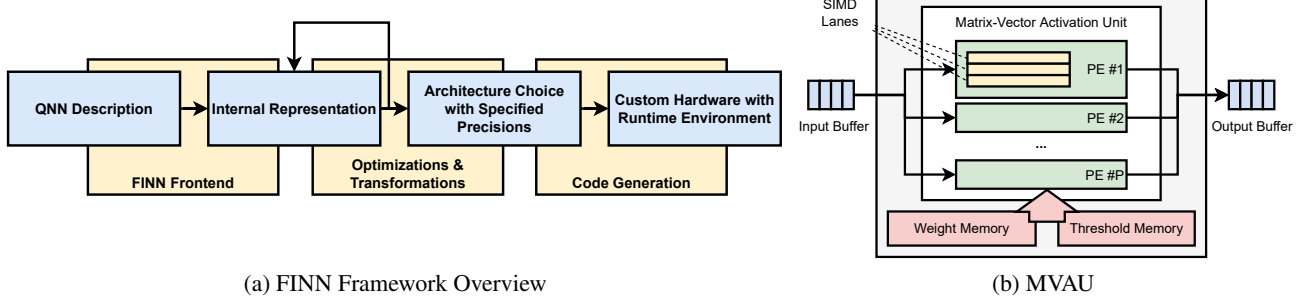 QNN Description
Internal Representation
Architecture Choice
with Specified
Precisions
Custom Hardware with
Runtime Environment
FINN Frontend
Optimizations &
Transformations
Code Generation
(a) FINN Framework Overview
SIMD
Lanes
Matrix-Vector Activation Unit
PE #1
PE #2
...
PE #P
Input Buffer
Output Buffer
Weight Memory
Threshold Memory
(b) MVAU